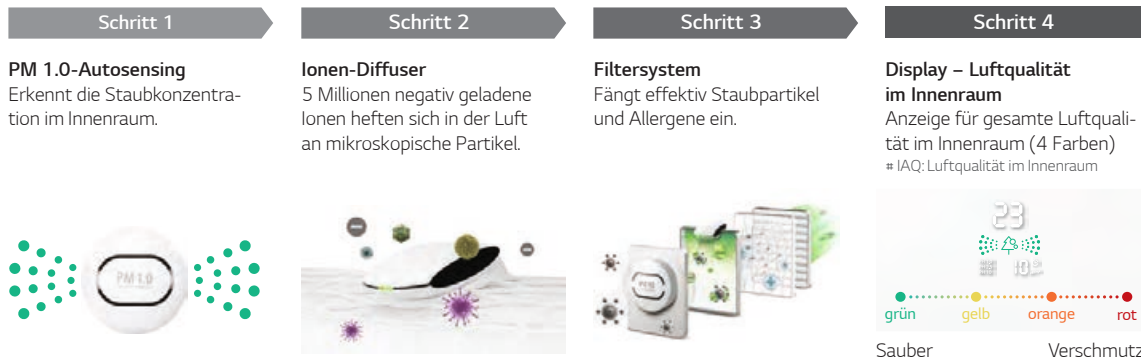 Schritt 1
PM 1.0-Autosensing
Erkennt die Staubkonzentra-
tion im Innenraum.
PM 1.0
Schritt 2
Ionen-Diffuser
5 Millionen negativ geladene
Ionen heften sich in der Luft
an mikroskopische Partikel.
Schritt 3
Filtersystem
Fängt effektiv Staubpartikel
und Allergene ein.
Schritt 4
Display – Luftqualität
im Innenraum
Anzeige für gesamte Luftquali-
tät im Innenraum (4 Farben)
# IAQ: Luftqualität im Innenraum
23
10
grün gelb orange rot
Sauber Verschmutz